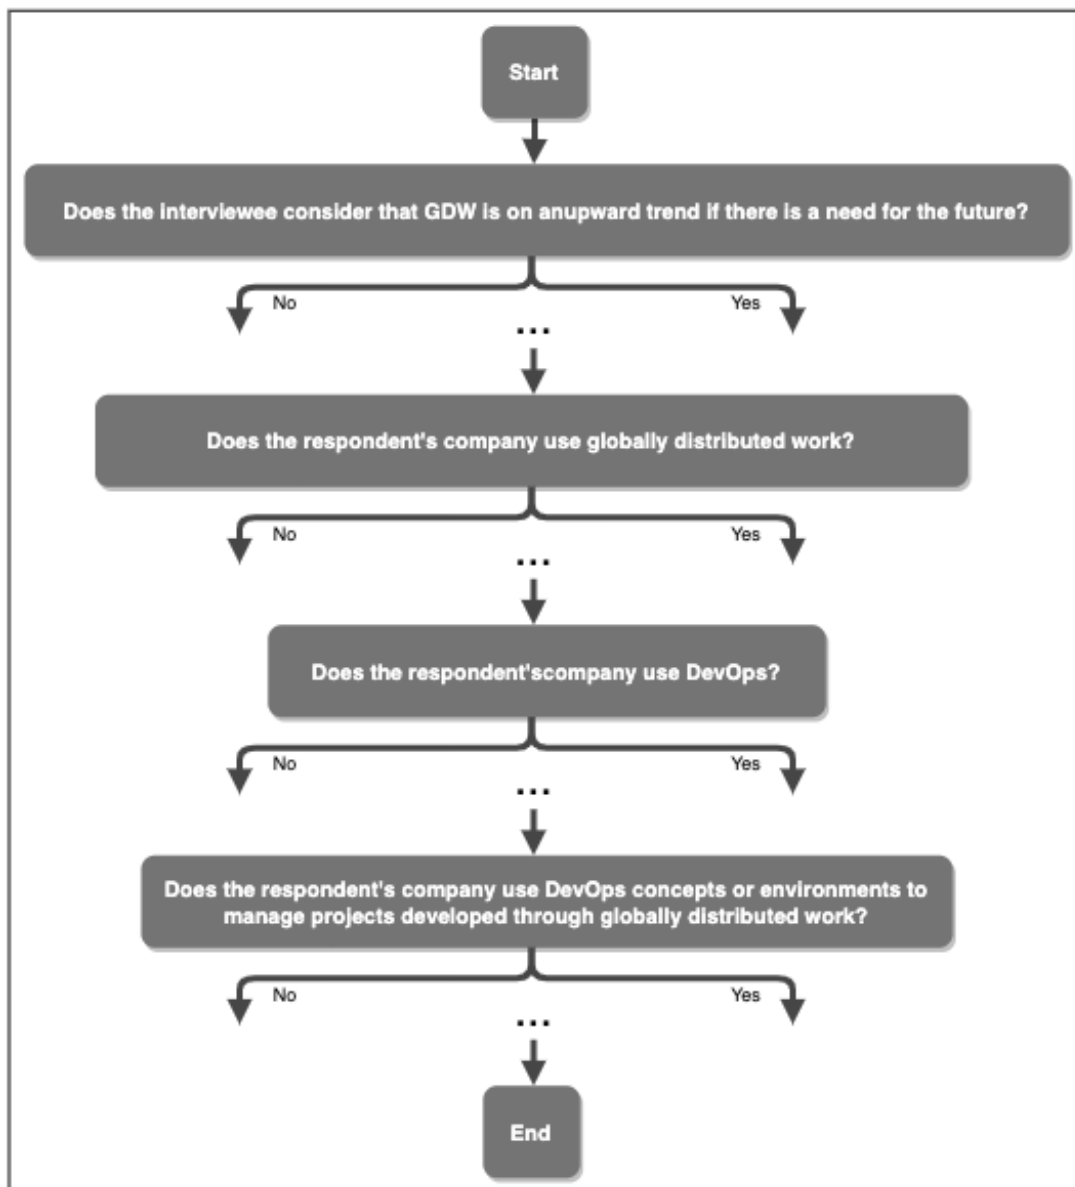 Start
Does the interviewee consider that GDW is on anupward trend if there is a need for the future?
No
Yes
...
Does the respondent's company use globally distributed work?
No
Yes
...
Does the respondent'scompany use DevOps?
No
Yes
...
Does the respondent's company use DevOps concepts or environments to
manage projects developed through globally distributed work?
No
Yes
...
End